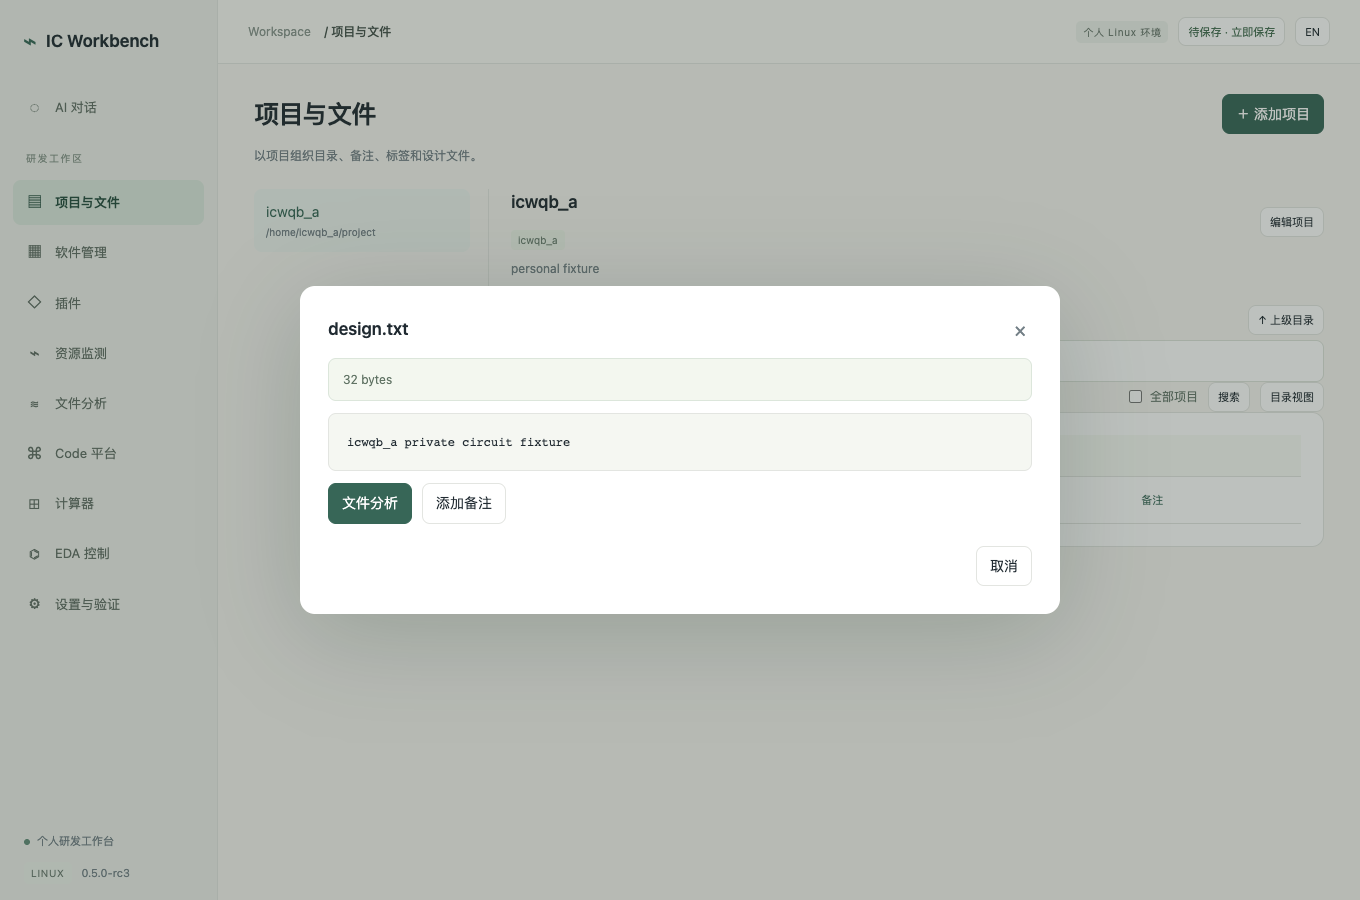 IC Workbench
AI 对话
研发工作区
项目与文件
软件管理
插件
资源监测
文件分析
Code 平台
计算器
EDA 控制
设置与验证
个人研发工作台
LINUX 0.5.0-rc3
Workspace / 项目与文件
个人 Linux 环境
待保存 · 立即保存
EN
项目与文件
+ 添加项目
以项目组织目录、备注、标签和设计文件。
icwqb_a
/home/icwqb_a/project
icwqb_a
编辑项目
icwqb_a
personal fixture
↑ 上级目录
全部项目
搜索
目录视图
备注
design.txt
×
32 bytes
icwqb_a private circuit fixture
文件分析
添加备注
取消